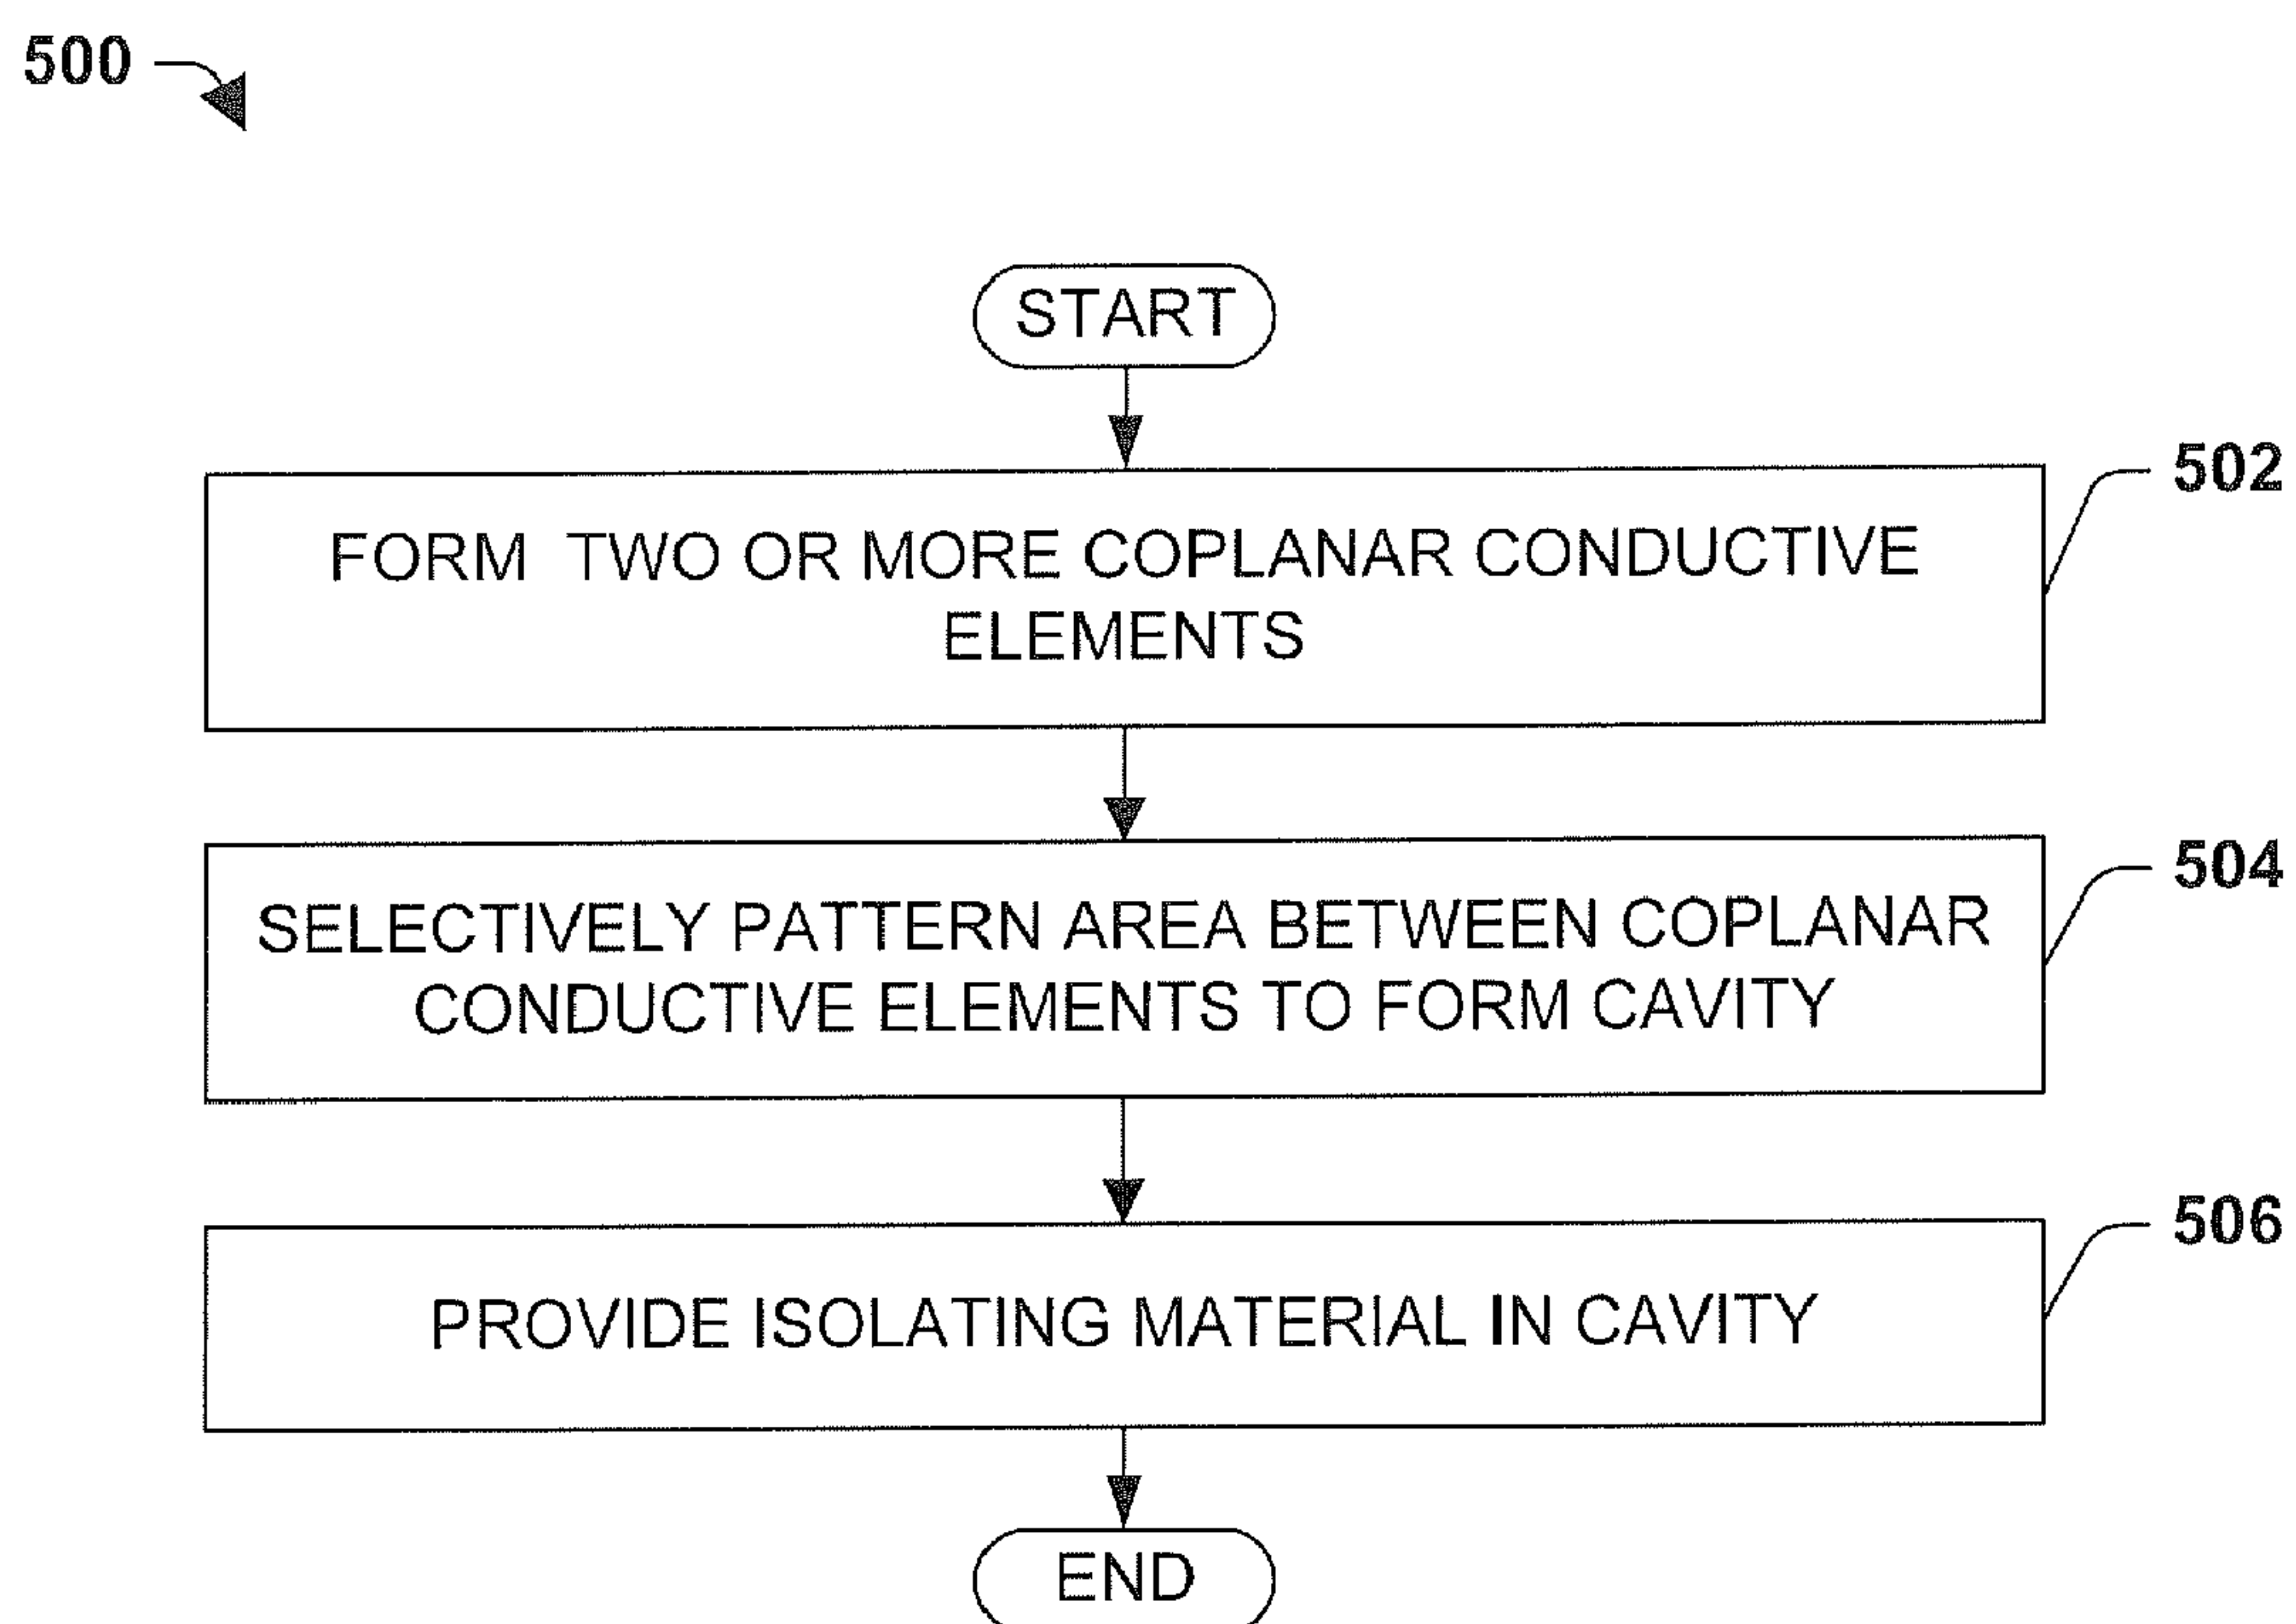 500
START
502
FORM TWO OR MORE COPLANAR CONDUCTIVE
ELEMENTS
504
SELECTIVELY PATTERN AREA BETWEEN COPLANAR
CONDUCTIVE ELEMENTS TO FORM CAVITY
506
PROVIDE ISOLATING MATERIAL IN CAVITY
END